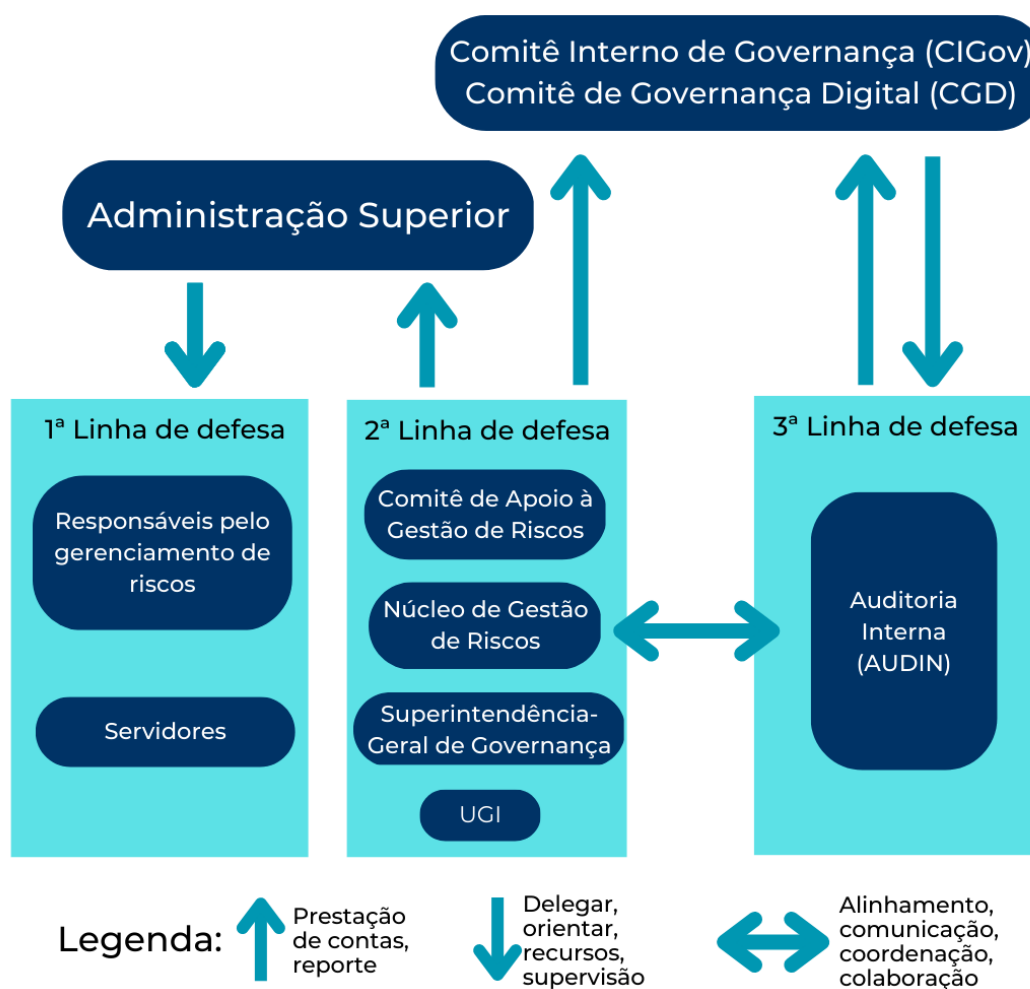 Comitê Interno de Governança (CIGov)
Comitê de Governança Digital (CGD)
Administração Superior
1ª Linha de defesa
Responsáveis pelo
gerenciamento de
riscos
Servidores
2ª Linha de defesa
Comitê de Apoio à
Gestão de Riscos
Núcleo de Gestão
de Riscos
Superintendência-
Geral de Governança
UGI
3ª Linha de defesa
Auditoria
Interna
(AUDIN)
Legenda:
Prestação
de contas,
reporte
Delegar,
orientar,
recursos,
supervisão
Alinhamento,
comunicação,
coordenação,
colaboração